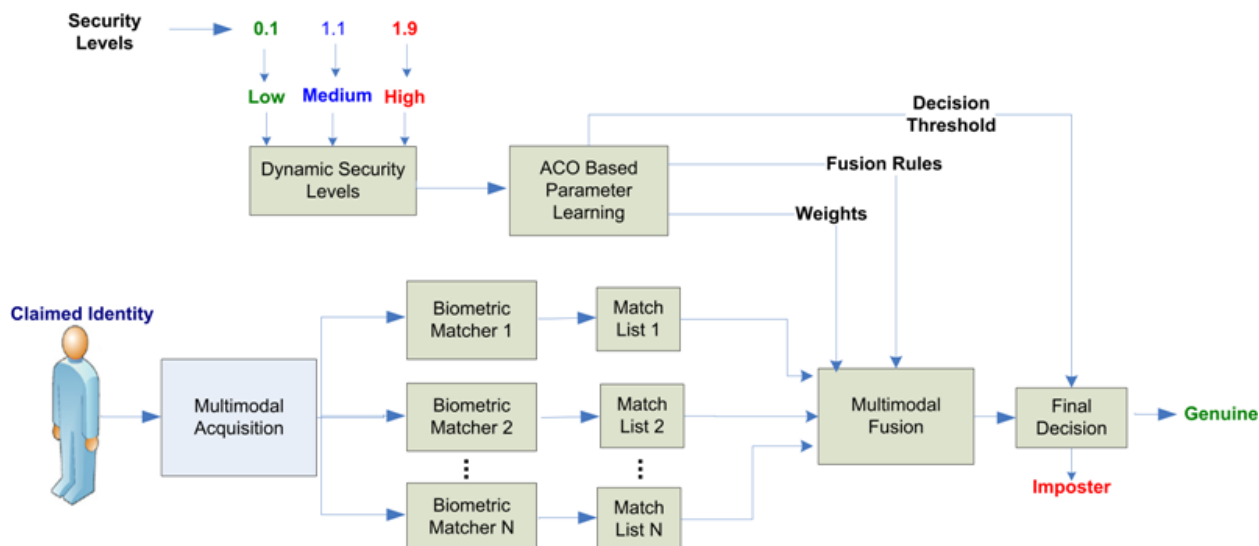 Security
Levels
0.1
1.1
1.9
Low
Medium
High
Decision
Threshold
Dynamic Security
Levels
ACO Based
Parameter
Learning
Fusion Rules
Weights
Claimed Identity
Biometric
Matcher 1
Match
List 1
Multimodal
Acquisition
Biometric
Matcher 2
Match
List 2
Multimodal
Fusion
Final
Decision
Genuine
Imposter
Biometric
Matcher N
Match
List N